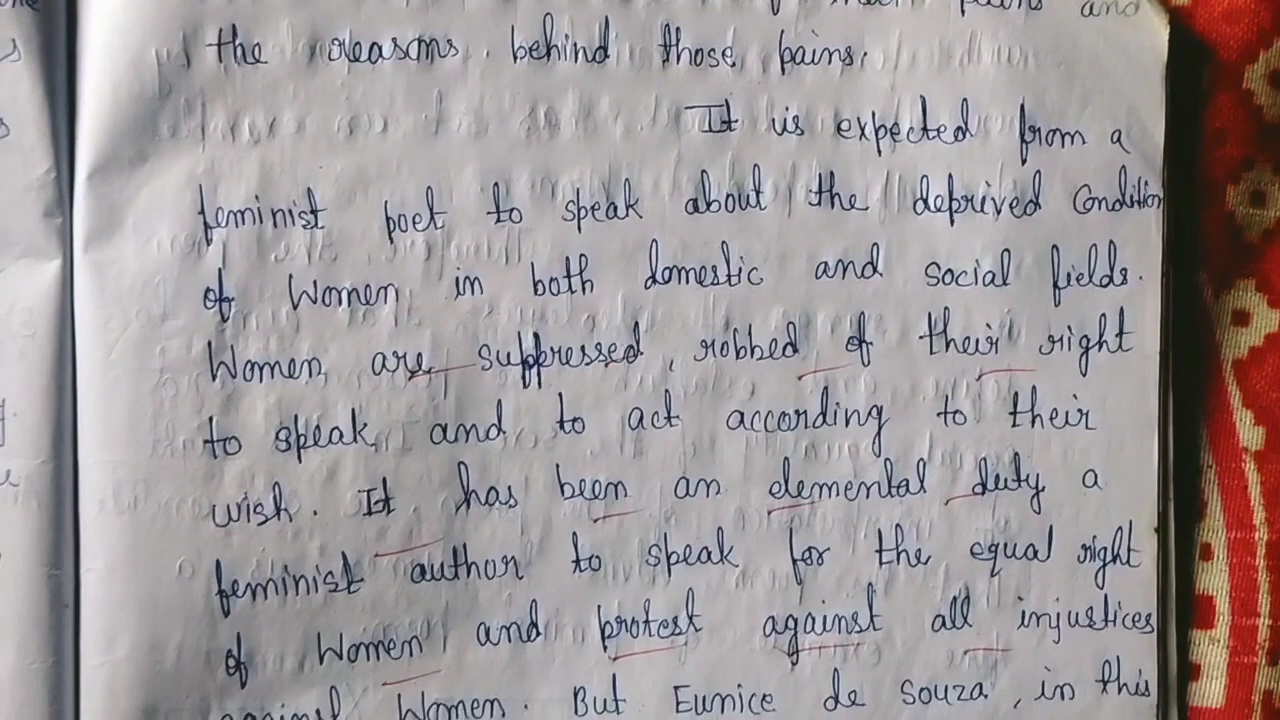 and
the reasons behind those pains.
It is expected from a
feminist poet to speak about the deprived Condition
of Women in both domestic and social fields.
Women are suppressed, robbed of their right
to speak and to act according to their
wish. It has been an elemental duty a
feminist author to speak for the equal right
of Women and protest against all injustices
against Women. But Eunice de Souza, in this